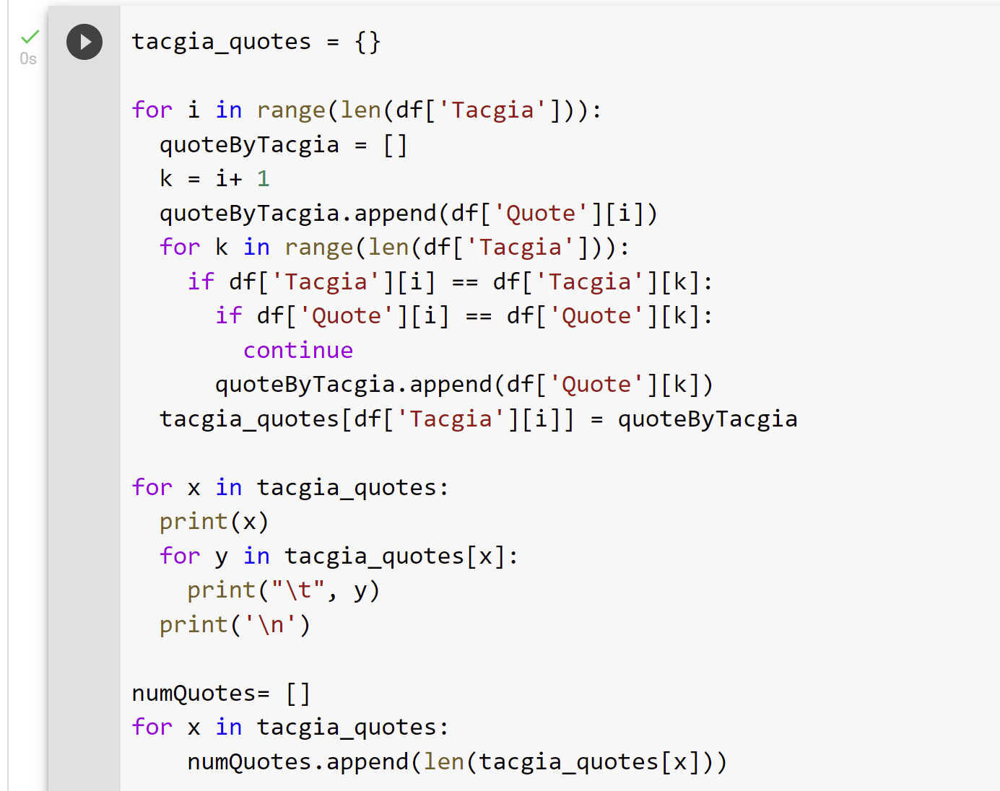 0s
tacgia_quotes = {}
for i in range(len(df['Tacgia'])):
  quoteByTacgia = []
  k = i+ 1
  quoteByTacgia.append(df['Quote'][i])
  for k in range(len(df['Tacgia'])):
    if df['Tacgia'][i] == df['Tacgia'][k]:
      if df['Quote'][i] == df['Quote'][k]:
        continue
      quoteByTacgia.append(df['Quote'][k])
  tacgia_quotes[df['Tacgia'][i]] = quoteByTacgia
for x in tacgia_quotes:
  print(x)
  for y in tacgia_quotes[x]:
    print("\t", y)
  print('\n')
numQuotes= []
for x in tacgia_quotes:
    numQuotes.append(len(tacgia_quotes[x]))